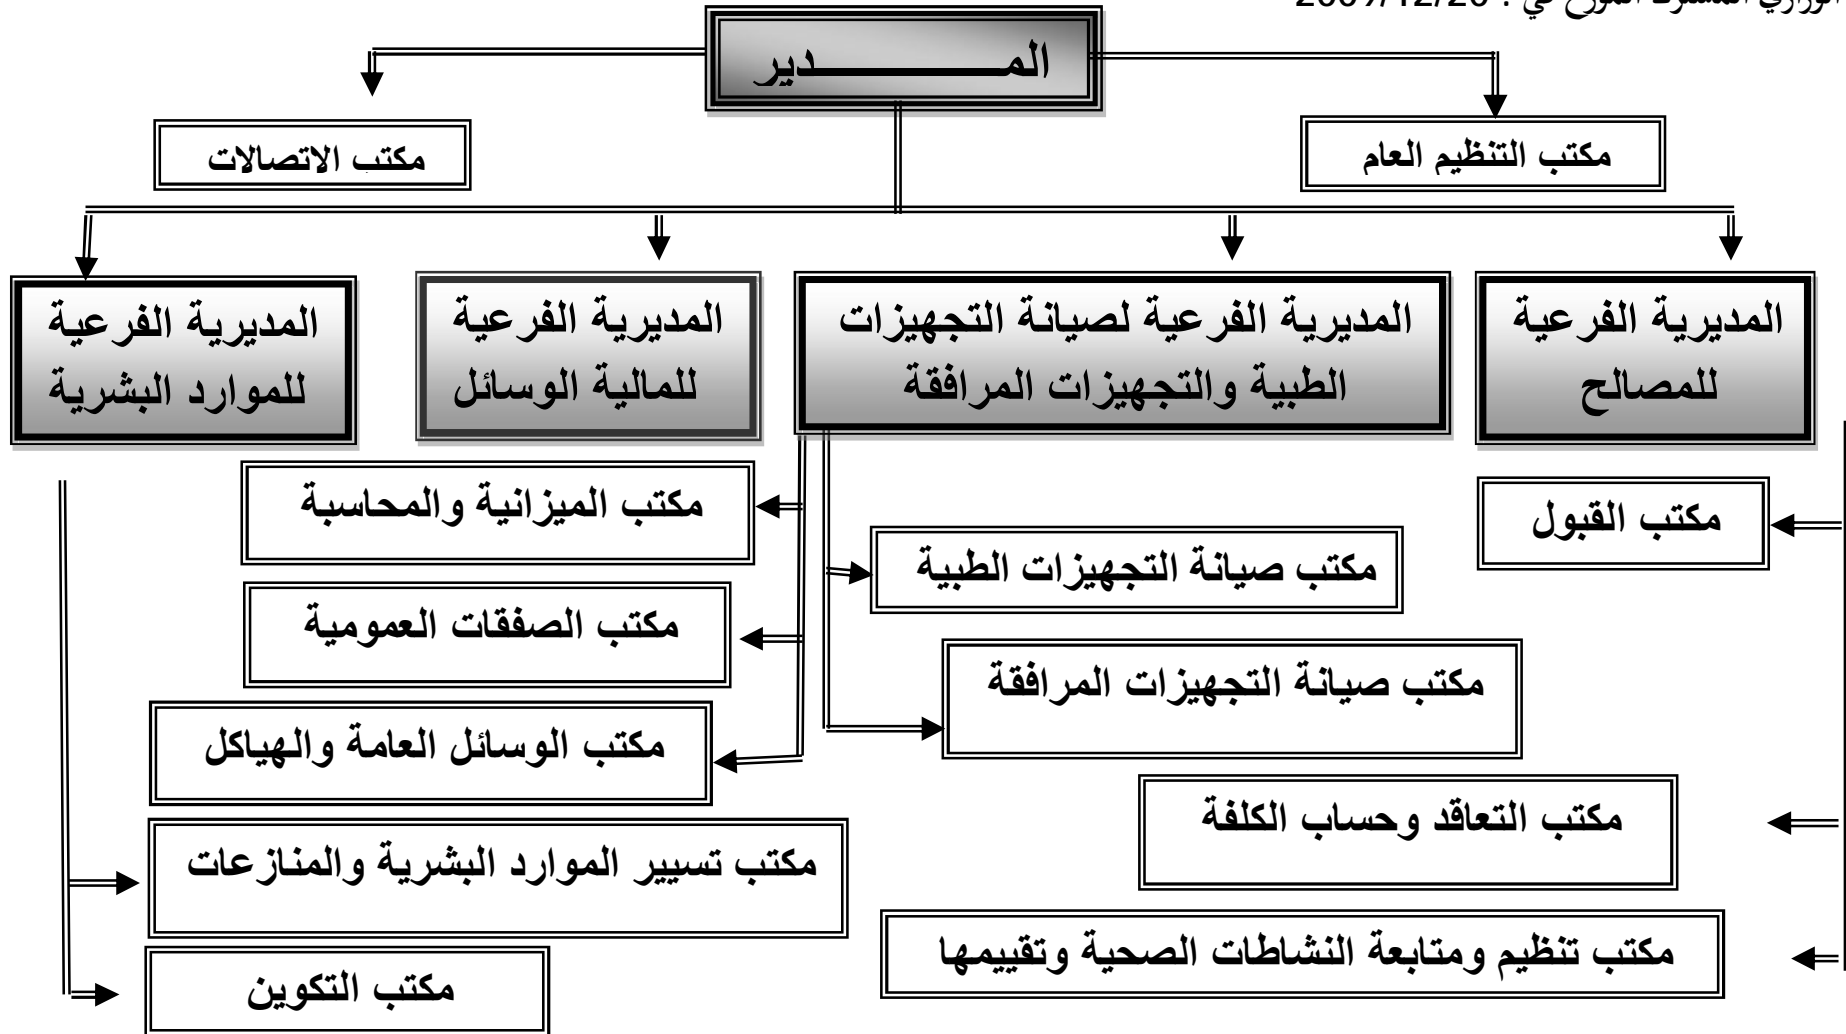 الوزاري المشترك المؤرخ في : 2009/12/20
المـــــــــدير
مكتب التنظيم العام
مكتب الاتصالات
المديرية الفرعية
للمصالح
المديرية الفرعية لصيانة التجهيزات
الطبية والتجهيزات المرافقة
المديرية الفرعية
للمالية الوسائل
المديرية الفرعية
للموارد البشرية
مكتب القبول
مكتب الميزانية والمحاسبة
مكتب صيانة التجهيزات الطبية
مكتب الصفقات العمومية
مكتب صيانة التجهيزات المرافقة
مكتب الوسائل العامة والهياكل
مكتب التعاقد وحساب الكلفة
مكتب تسيير الموارد البشرية والمنازعات
مكتب تنظيم ومتابعة النشاطات الصحية وتقييمها
مكتب التكوين